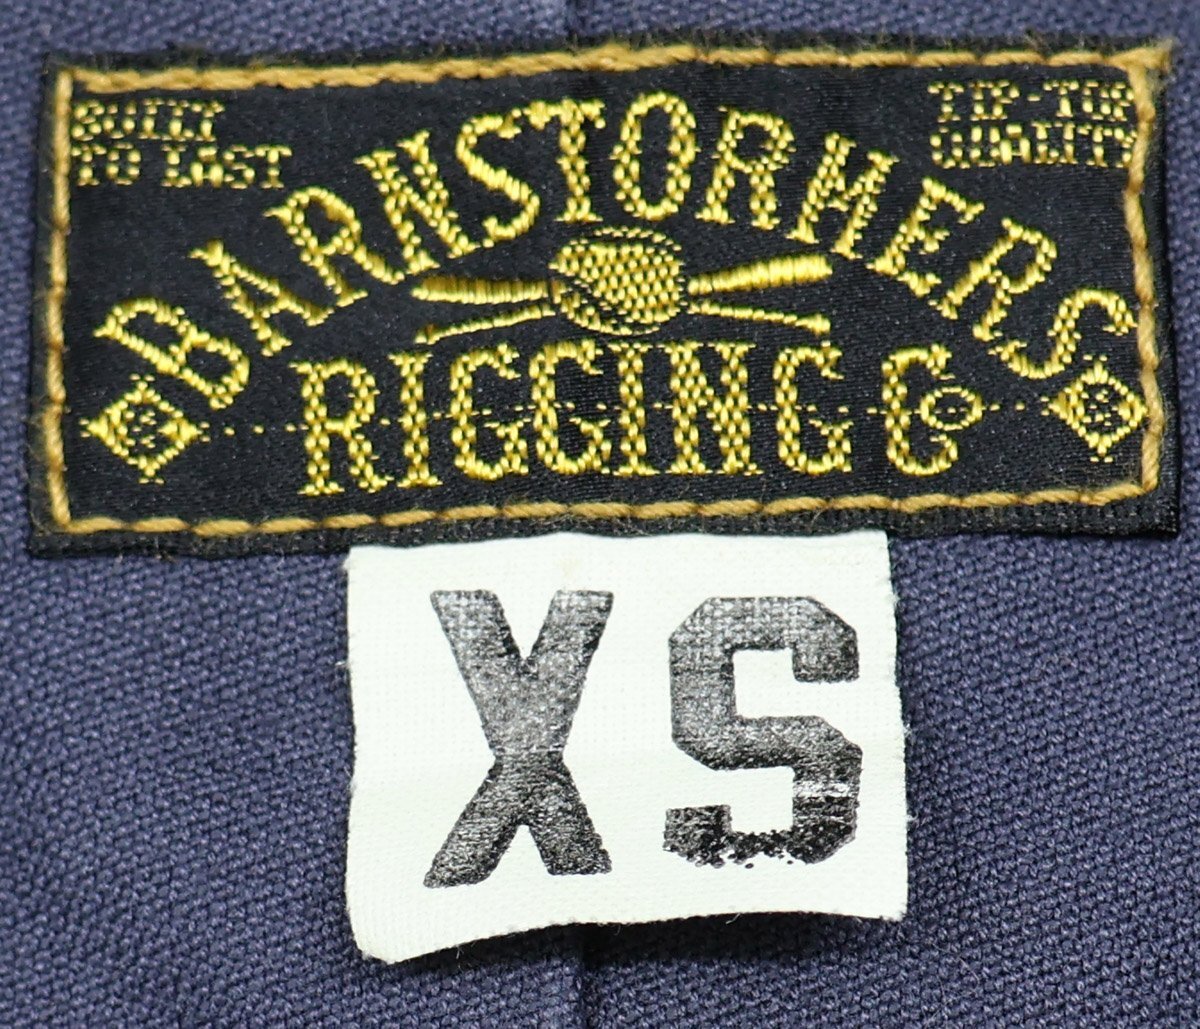 BUILT
TO LAST
TIP-TOP
QUALITY
BARNSTORMERS
RIGGING Co
XS